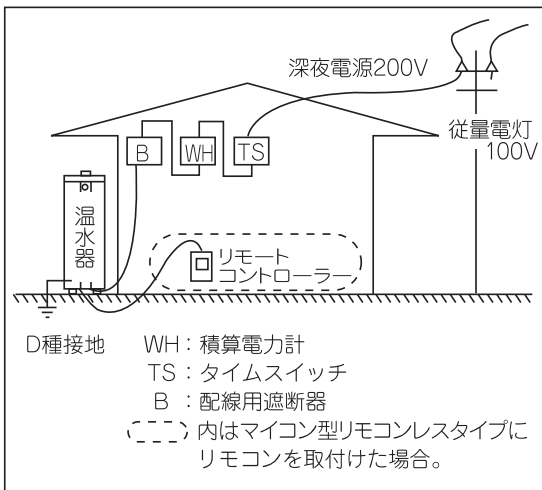 深夜電源200V
従量電灯
100V
B
WH
TS
温水器
リモート
コントローラー
D種接地
WH：積算電力計
TS：タイムスイッチ
B：配線用遮断器
内はマイコン型リモコンレスタイプに
リモコンを取付けた場合。